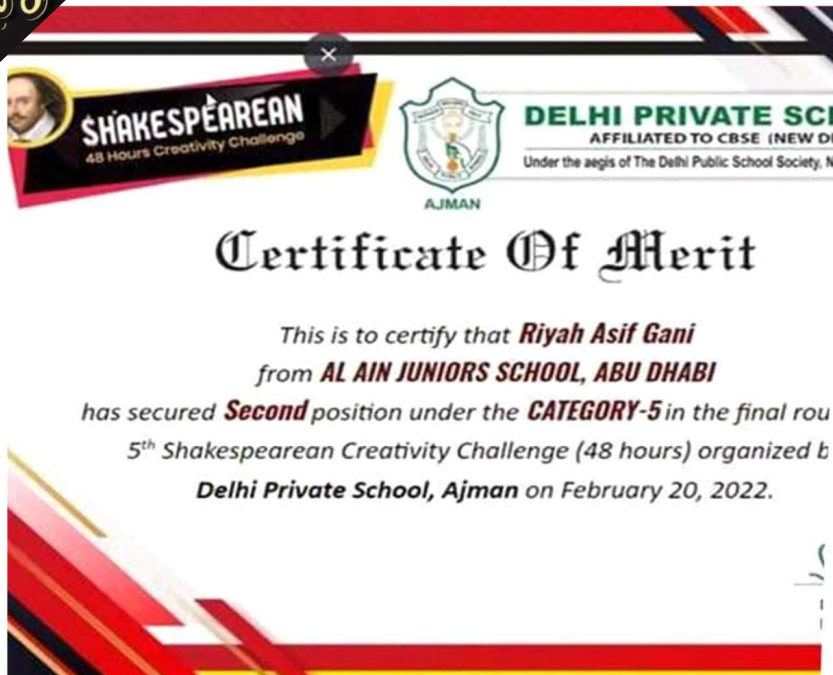 SHAKESPEAREAN
48 Hours Creativity Challenge
DELHI PRIVATE
AFFILIATED TO CBSE (NEW
Under the aegis of The Delhi Public School Society,
AJMAN
Certificate Of Merit
This is to certify that Riyah Asif Gani
from AL AIN JUNIORS SCHOOL, ABU DHABI
has secured Second position under the CATEGORY-5 in the final
5th Shakespearean Creativity Challenge (48 hours) organized
Delhi Private School, Ajman on February 20, 2022.